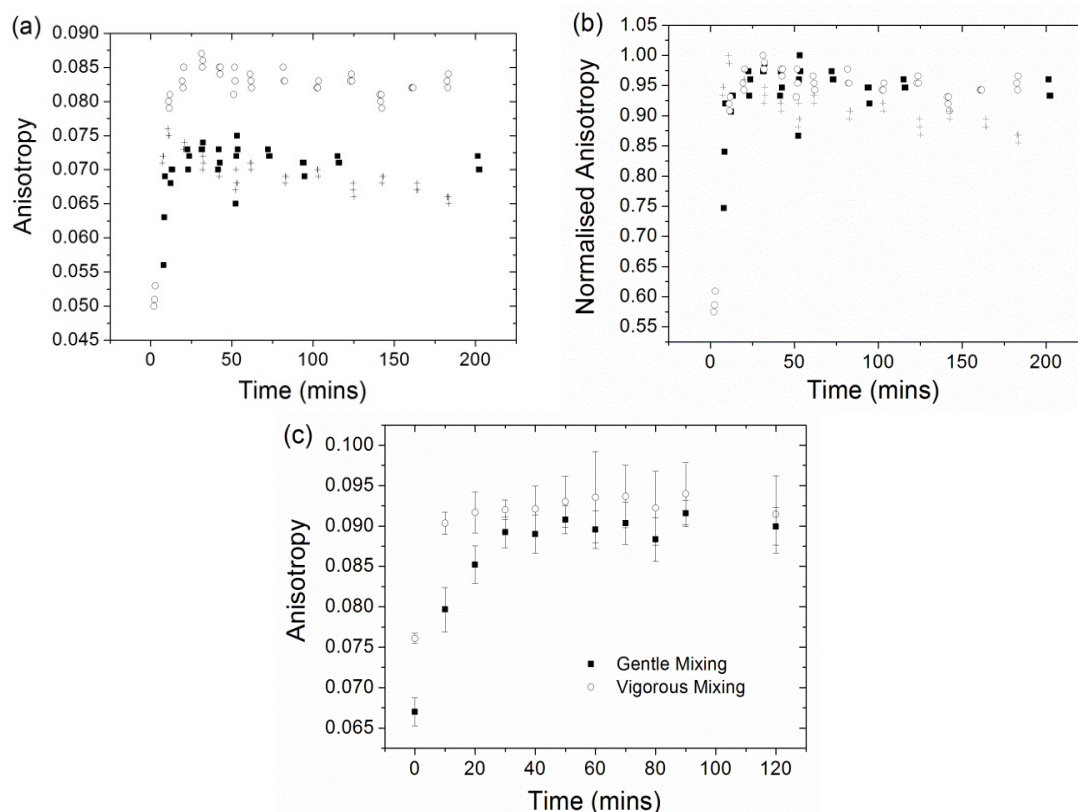 (a)
0.090
0.085
0.080
0.075
0.070
0.065
0.060
0.055
0.050
0.045
Anisotropy
0 50 100 150 200
Time (mins)
(b)
1.05
1.00
0.95
0.90
0.85
0.80
0.75
0.70
0.65
0.60
0.55
Normalised Anisotropy
0 50 100 150 200
Time (mins)
(c)
0.100
0.095
0.090
0.085
0.080
0.075
0.070
0.065
Anisotropy
Gentle Mixing
Vigorous Mixing
0 20 40 60 80 100 120
Time (mins)